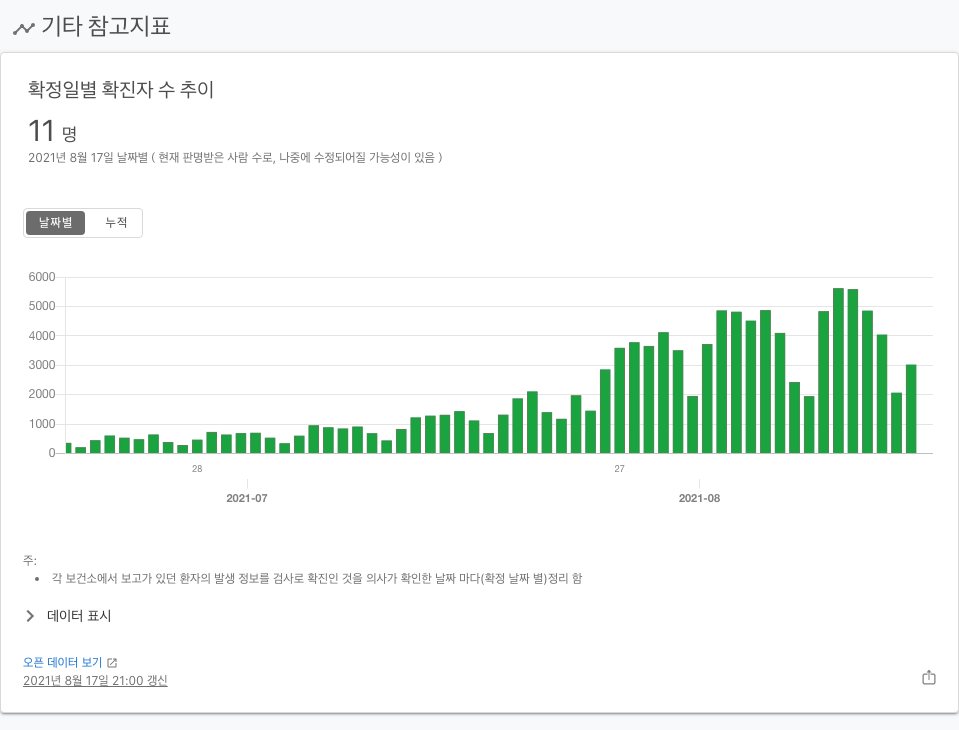 기타 참고지표
확정일별 확진자 수 추이
11 명
2021년 8월 17일 날짜별 ( 현재 판명받은 사람 수로, 나중에 수정되어질 가능성이 있음 )
날짜별 누적
6000
5000
4000
3000
2000
1000
0
28 27
2021-07 2021-08
주:
• 각 보건소에서 보고가 있던 환자의 발생 정보를 검사로 확진인 것을 의사가 확인한 날짜 마다(확정 날짜 별)정리 함
데이터 표시
오픈 데이터 보기
2021년 8월 17일 21:00 갱신